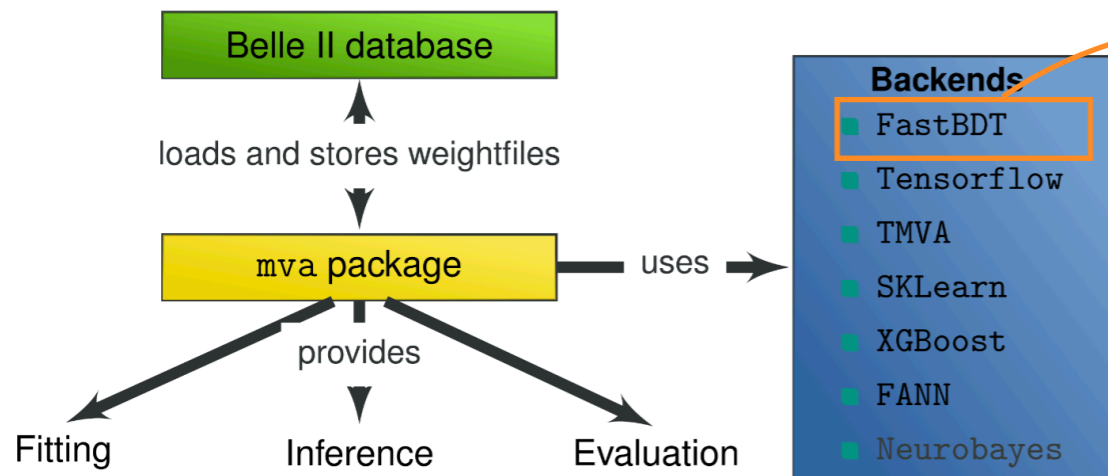 Belle II database
loads and stores weightfiles
mva package
uses
provides
Fitting
Inference
Evaluation
Backends
FastBDT
Tensorflow
TMVA
SKLearn
XGBoost
FANN
Neurobayes